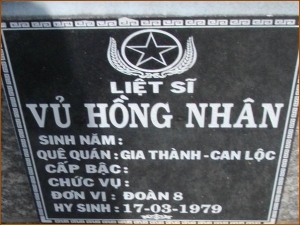 LIỆT SĨ
VŨ HỒNG NHÂN
SINH NĂM :
QUÊ QUÁN : GIA THÀNH - CAN LỘC
CẤP BẬC :
CHỨC VỤ :
ĐƠN VỊ : ĐOÀN 8
HY SINH : 17-03-1979